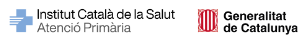 Institut Català de la Salut
Atenció Primària
Generalitat
de Catalunya